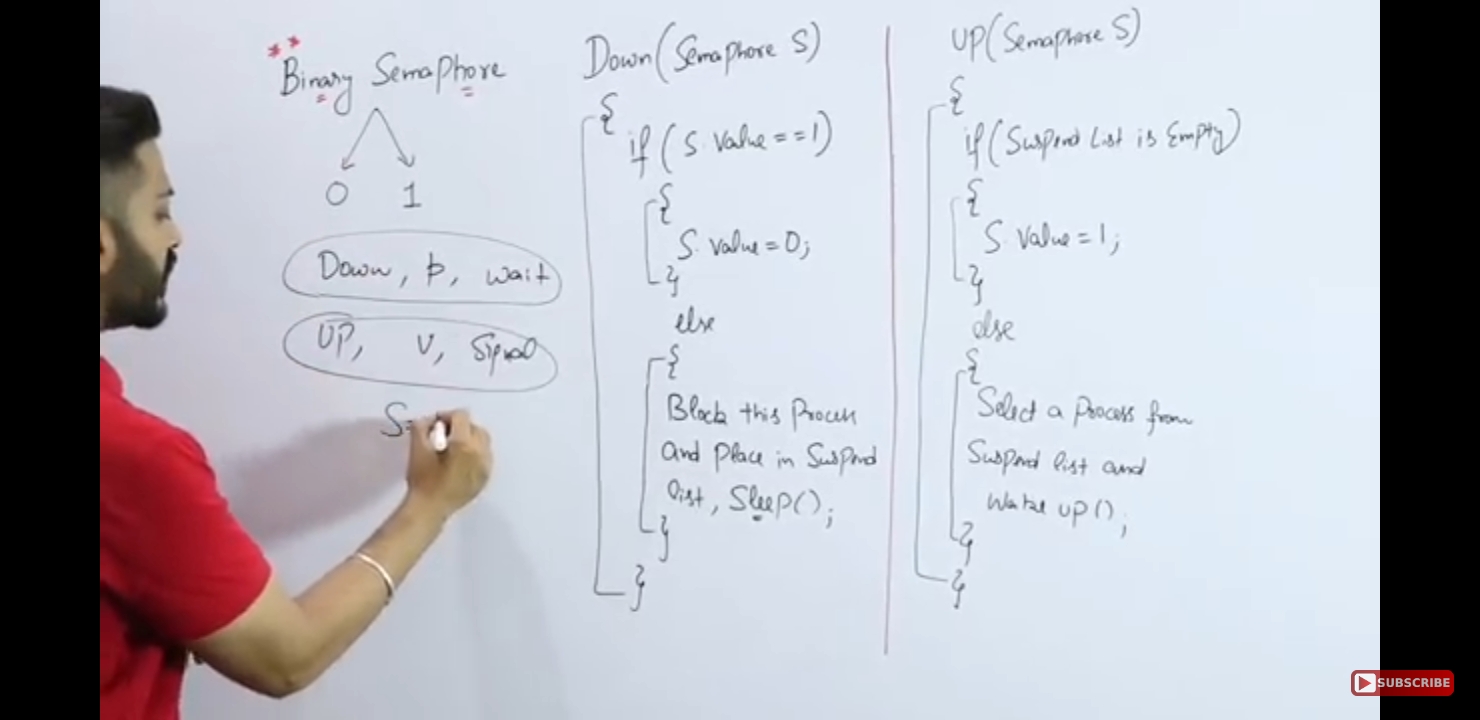 **
Binary Semaphore
0 1
Down, p, wait
UP, V, Signal
S=
Down(Semaphore S)
{
if (S. Value == 1)
{
S. Value = 0;
}
else
{
Block this Process
and place in Suspend
list, Sleep();
}
}
UP(Semaphore S)
{
if(Suspend List is Empty)
{
S. Value = 1;
}
else
{
Select a Process from
Suspend list and
Wake up();
}
}
SUBSCRIBE